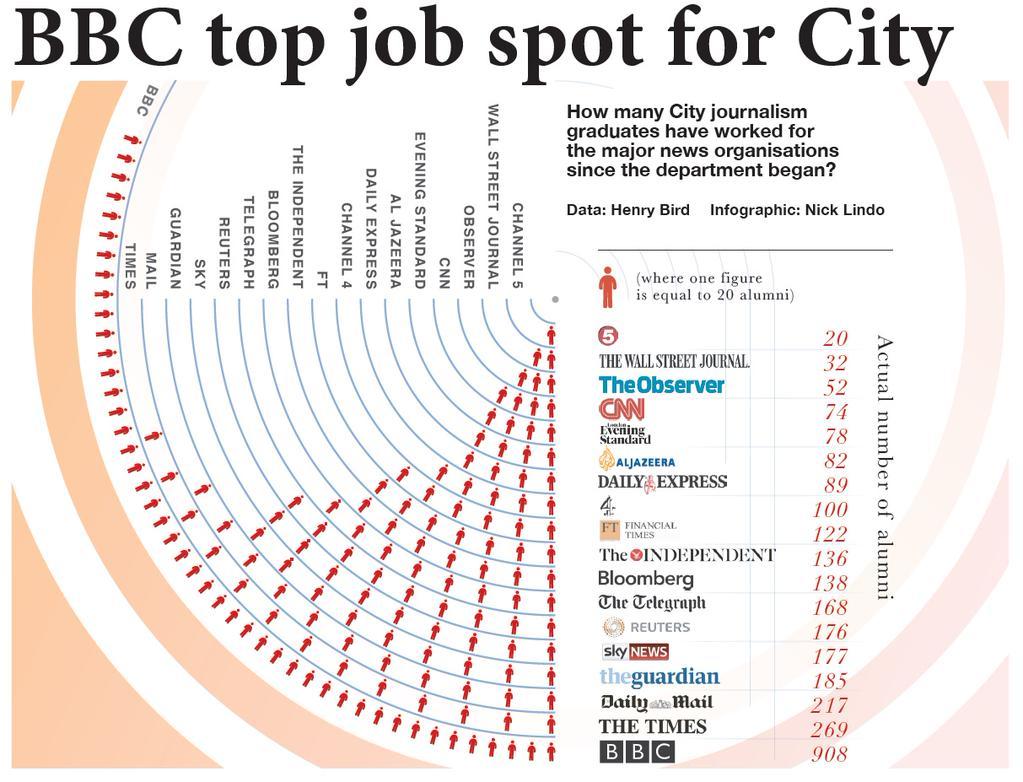 BBC top job spot for City
BBC
TIMES
MAIL
GUARDIAN
SKY
REUTERS
TELEGRAPH
BLOOMBERG
THE INDEPENDENT
FT
CHANNEL 4
DAILY EXPRESS
AL JAZEERA
EVENING STANDARD
CNN
OBSERVER
WALL STREET JOURNAL
CHANNEL 5
How many City journalism
graduates have worked for
the major news organisations
since the department began?
Data: Henry Bird Infographic: Nick Lindo
(where one figure
is equal to 20 alumni)
5 20
THE WALL STREET JOURNAL. 32
TheObserver 52
CNN 74
London
Evening
Standard 78
ALJAZEERA 82
DAILY EXPRESS 89
4 100
FT FINANCIAL
TIMES 122
The INDEPENDENT 136
Bloomberg 138
The Telegraph 168
REUTERS 176
sky NEWS 177
theguardian 185
Daily Mail 217
THE TIMES 269
BBC 908
Actual number of alumni